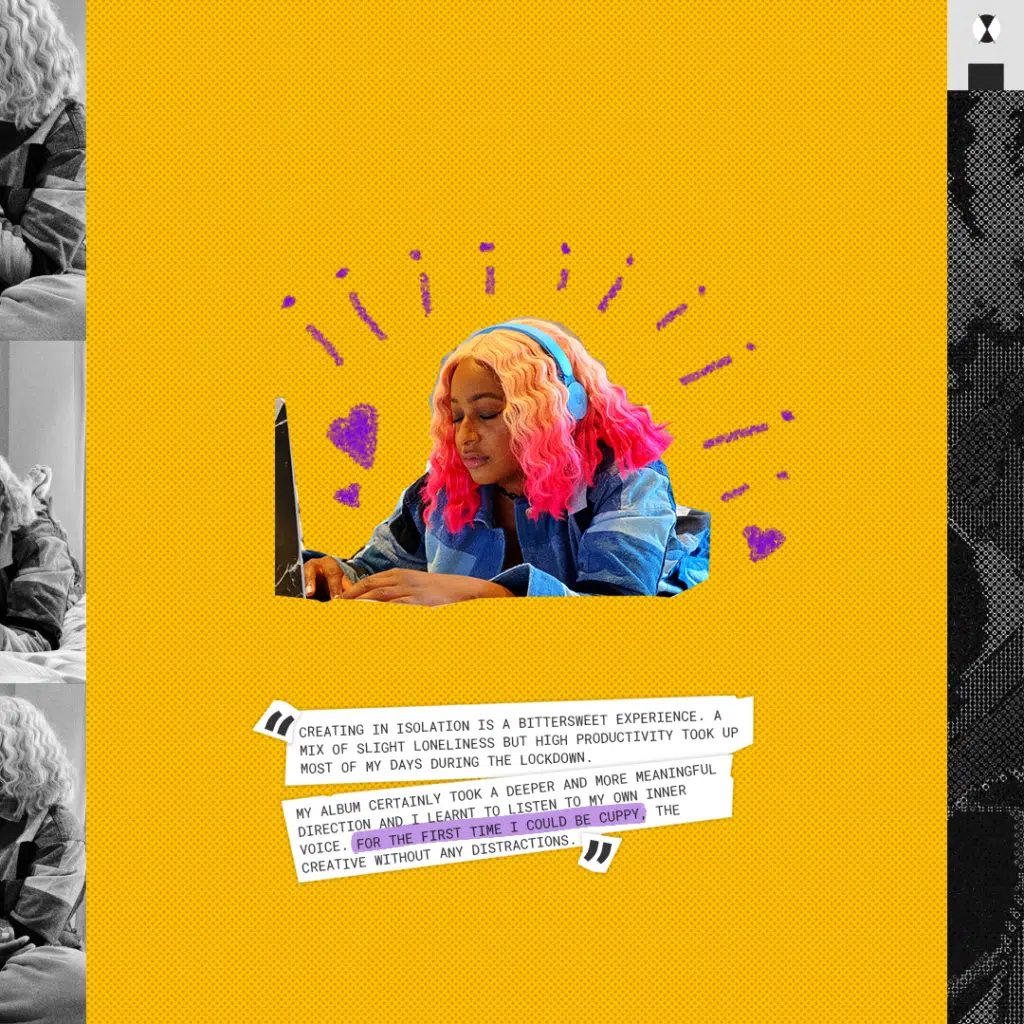 “CREATING IN ISOLATION IS A BITTERSWEET EXPERIENCE. A
MIX OF SLIGHT LONELINESS BUT HIGH PRODUCTIVITY TOOK UP
MOST OF MY DAYS DURING THE LOCKDOWN.
MY ALBUM CERTAINLY TOOK A DEEPER AND MORE MEANINGFUL
DIRECTION AND I LEARNT TO LISTEN TO MY OWN INNER
VOICE. FOR THE FIRST TIME I COULD BE CUPPY, THE
CREATIVE WITHOUT ANY DISTRACTIONS.”